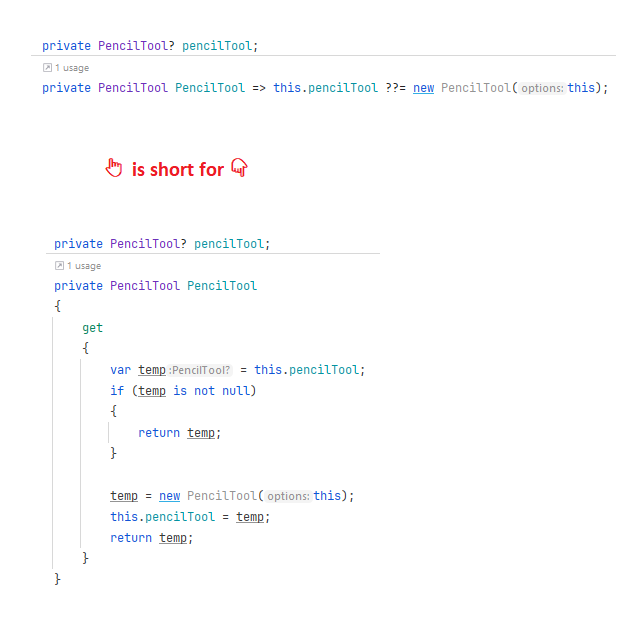 private PencilTool? pencilTool;
1 usage
private PencilTool PencilTool => this.pencilTool ??= new PencilTool( options: this);
👆 is short for 👇
private PencilTool? pencilTool;
1 usage
private PencilTool PencilTool
{
get
{
var temp :PencilTool? = this.pencilTool;
if (temp is not null)
{
return temp;
}
temp = new PencilTool( options: this);
this.pencilTool = temp;
return temp;
}
}